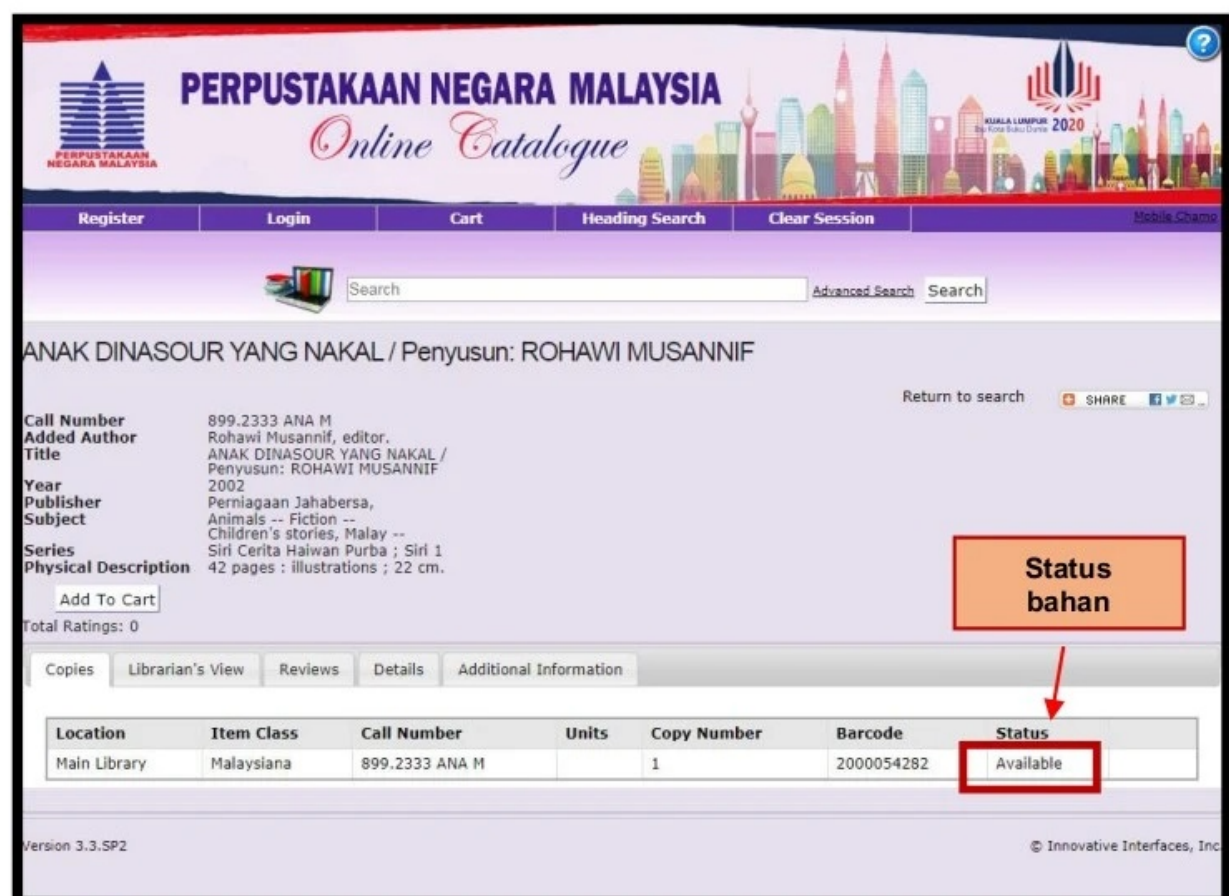 PERPUSTAKAAN NEGARA MALAYSIA
Online Catalogue
PERPUSTAKAAN
NEGARA MALAYSIA
KUALA LUMPUR 2020
Ibu Kota Buku Dunia
?
Register Login Cart Heading Search Clear Session Mobile Chamo
Search Advanced Search Search
ANAK DINASOUR YANG NAKAL / Penyusun: ROHAWI MUSANNIF
Return to search SHARE
Call Number 899.2333 ANA M
Added Author Rohawi Musannif, editor.
Title ANAK DINASOUR YANG NAKAL /
Penyusun: ROHAWI MUSANNIF
Year 2002
Publisher Perniagaan Jahabersa,
Subject Animals -- Fiction --
Children's stories, Malay --
Series Siri Cerita Haiwan Purba ; Siri 1
Physical Description 42 pages : illustrations ; 22 cm.
Add To Cart
Total Ratings: 0
Status
bahan
Copies Librarian's View Reviews Details Additional Information
Location Item Class Call Number Units Copy Number Barcode Status
Main Library Malaysiana 899.2333 ANA M 1 2000054282 Available
Version 3.3.SP2 © Innovative Interfaces, Inc.